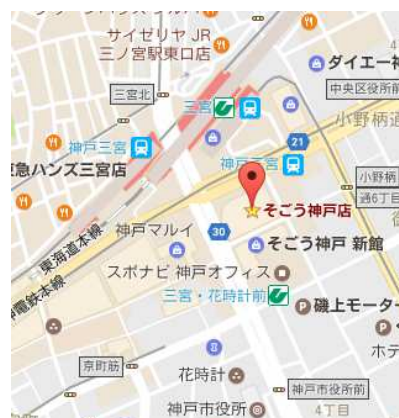 サイゼリヤ JR
三ノ宮駅東口店
ダイエー神
三宮北
三宮
中央区役所前
小野柄
21
神戸三宮
神戸三宮
急ハンズ三宮店
小野柄
通6丁目
そごう神戸店
神戸マルイ
30
そごう神戸 新館
東海道本線
スポナビ 神戸オフィス
神電鉄本線
三宮・花時計前
磯上モーター
ホテ
京町筋
花時計
神戸市役所前
神戸市役所
4丁目